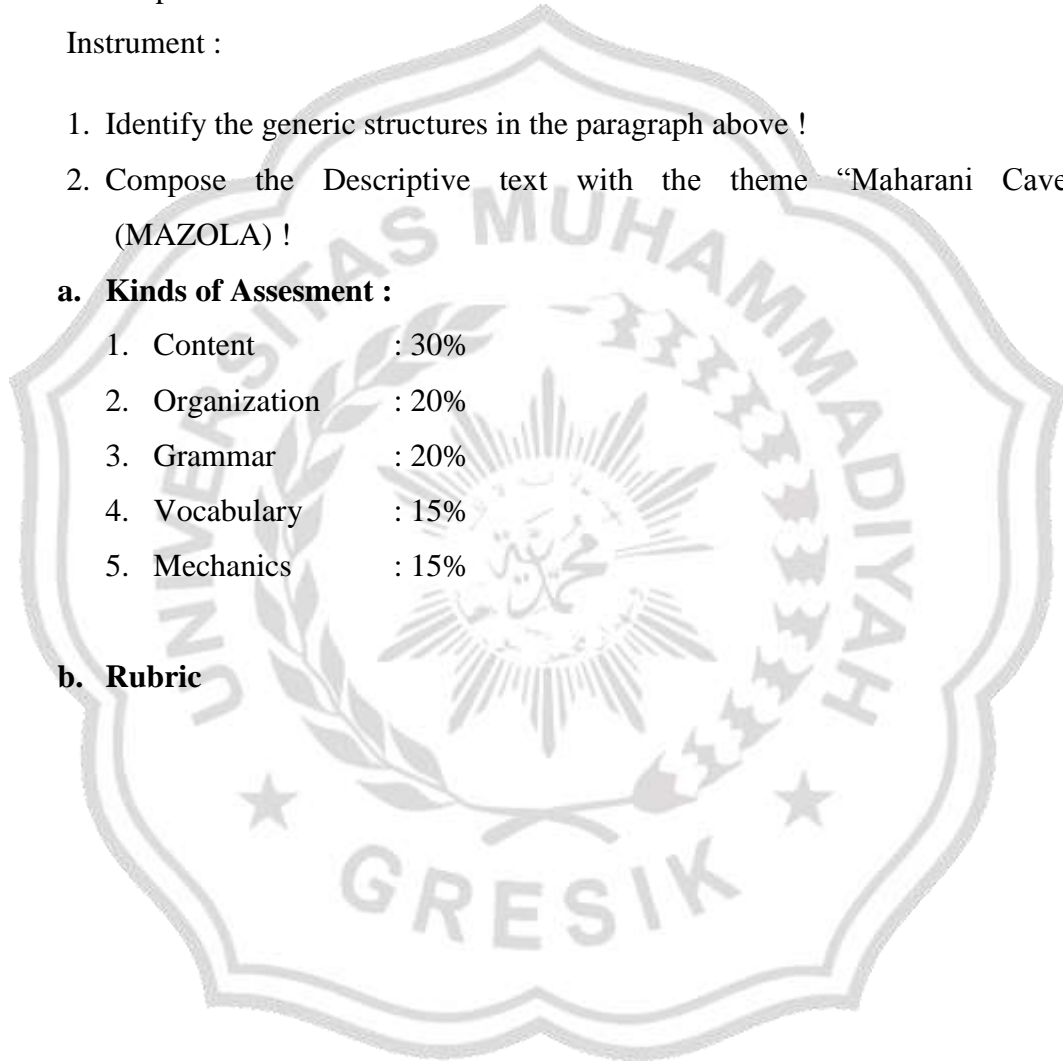 Instrument :
1. Identify the generic structures in the paragraph above !
2. Compose the Descriptive text with the theme “Maharani Cave
(MAZOLA) !
a. Kinds of Assesment :
1. Content : 30%
2. Organization : 20%
3. Grammar : 20%
4. Vocabulary : 15%
5. Mechanics : 15%
b. Rubric
UNIVERSITAS MUHAMMADIYAH
GRESIK